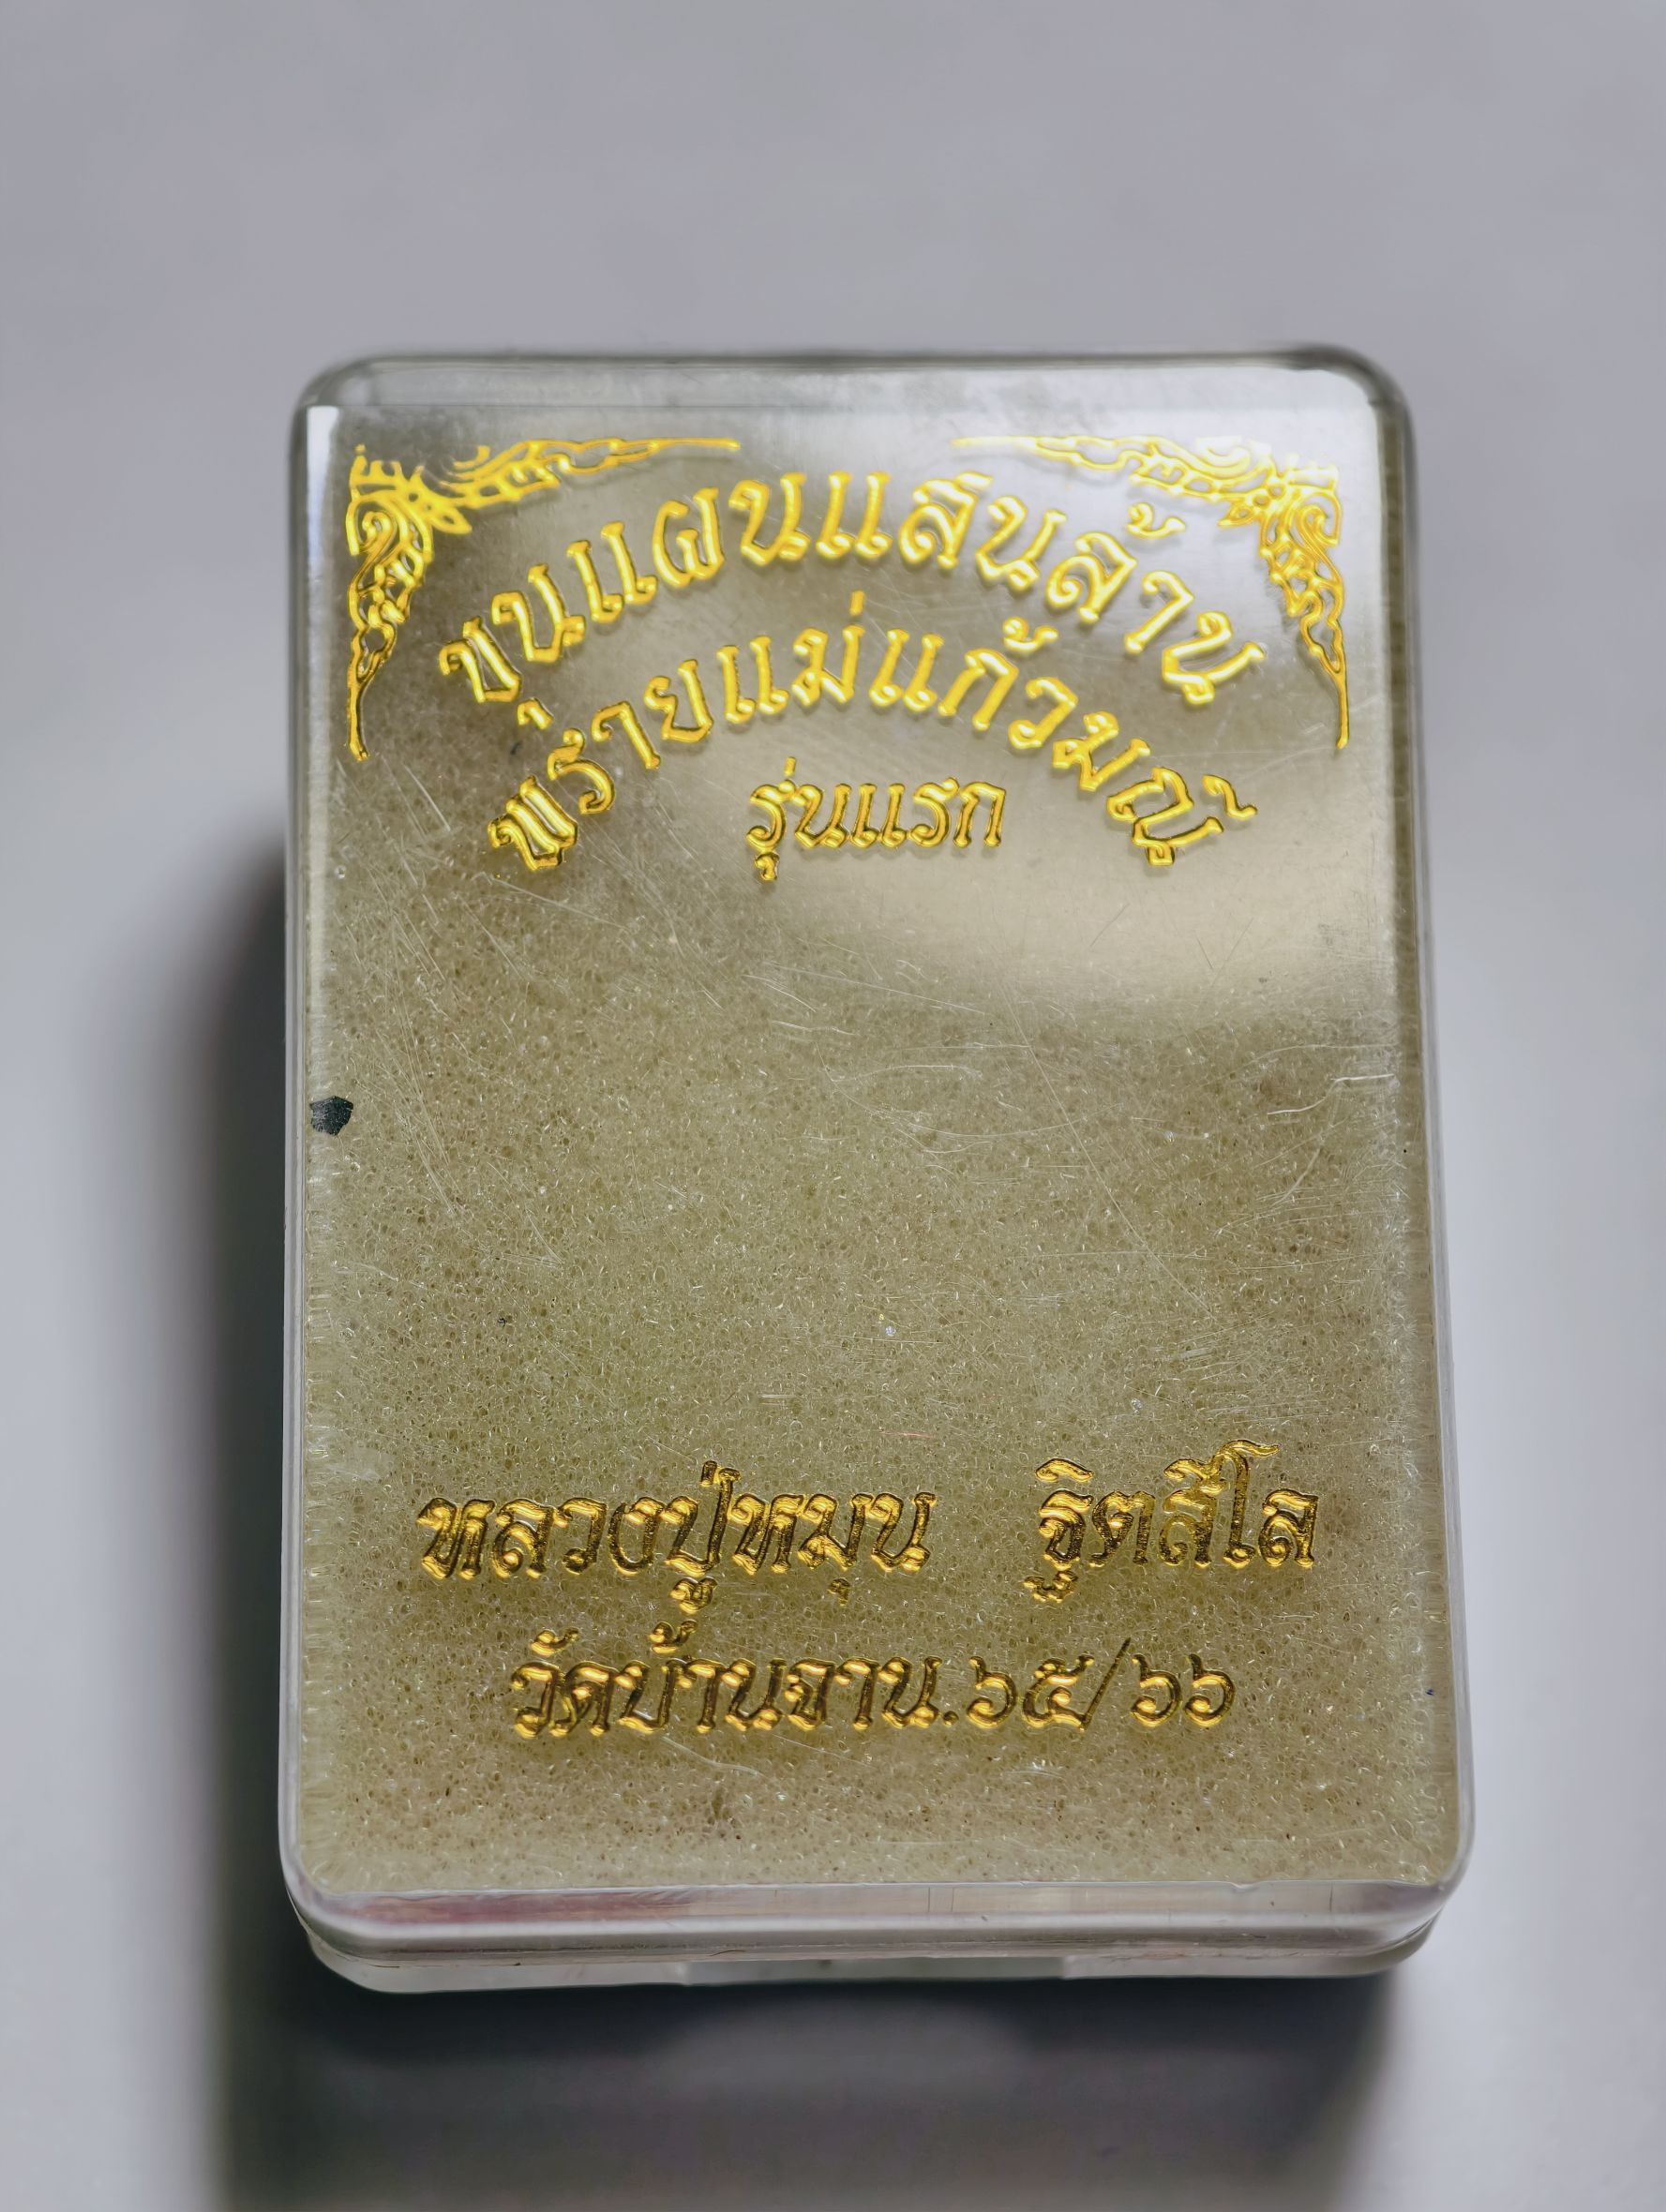 ขุนแผนแสนล้าน
พร่ายแม่แก้วมณี
รุ่นแรก
หลวงปู่หมุน ฐิตสีโล
วัดบ้านจาน.๖๕/๖๖